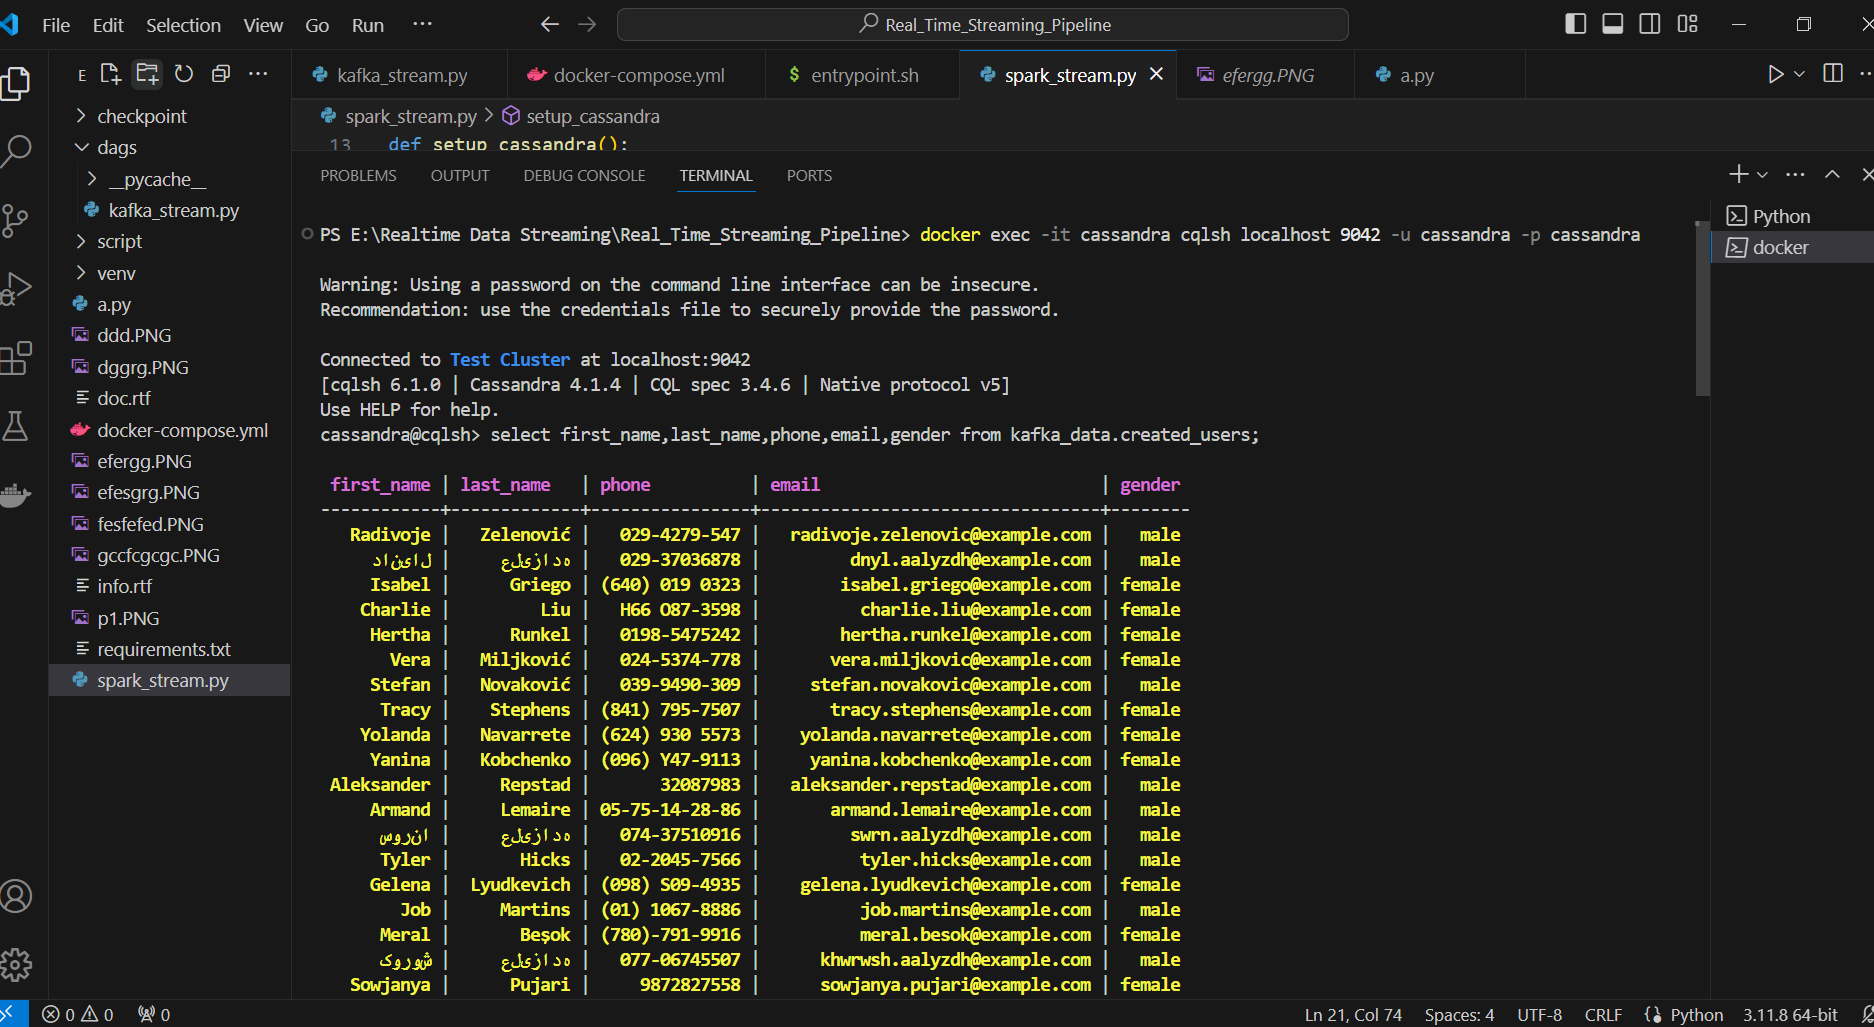 File Edit Selection View Go Run ···
Real_Time_Streaming_Pipeline
E
kafka_stream.py
docker-compose.yml
$ entrypoint.sh
spark_stream.py
efergg.PNG
a.py
checkpoint
dags
__pycache__
kafka_stream.py
script
venv
a.py
ddd.PNG
dggrg.PNG
doc.rtf
docker-compose.yml
efergg.PNG
efesgrg.PNG
fesfefed.PNG
gccfcgcgc.PNG
info.rtf
p1.PNG
requirements.txt
spark_stream.py
spark_stream.py > setup_cassandra
13 def setup_cassandra():
PROBLEMS OUTPUT DEBUG CONSOLE TERMINAL PORTS
Python
docker
PS E:\Realtime Data Streaming\Real_Time_Streaming_Pipeline> docker exec -it cassandra cqlsh localhost 9042 -u cassandra -p cassandra
Warning: Using a password on the command line interface can be insecure.
Recommendation: use the credentials file to securely provide the password.
Connected to Test Cluster at localhost:9042
[cqlsh 6.1.0 | Cassandra 4.1.4 | CQL spec 3.4.6 | Native protocol v5]
Use HELP for help.
cassandra@cqlsh> select first_name,last_name,phone,email,gender from kafka_data.created_users;
first_name | last_name | phone | email | gender
------------+-------------+----------------+----------------------------------+--------
Radivoje | Zelenović | 029-4279-547 | radivoje.zelenovic@example.com | male
دانیال | علیزاده | 029-37036878 | dnyl.aalyzdh@example.com | male
Isabel | Griego | (640) 019 0323 | isabel.griego@example.com | female
Charlie | Liu | H66 O87-3598 | charlie.liu@example.com | female
Hertha | Runkel | 0198-5475242 | hertha.runkel@example.com | female
Vera | Miljković | 024-5374-778 | vera.miljkovic@example.com | female
Stefan | Novaković | 039-9490-309 | stefan.novakovic@example.com | male
Tracy | Stephens | (841) 795-7507 | tracy.stephens@example.com | female
Yolanda | Navarrete | (624) 930 5573 | yolanda.navarrete@example.com | female
Yanina | Kobchenko | (096) Y47-9113 | yanina.kobchenko@example.com | female
Aleksander | Repstad | 32087983 | aleksander.repstad@example.com | male
Armand | Lemaire | 05-75-14-28-86 | armand.lemaire@example.com | male
سورنا | علیزاده | 074-37510916 | swrn.aalyzdh@example.com | male
Tyler | Hicks | 02-2045-7566 | tyler.hicks@example.com | male
Gelena | Lyudkevich | (098) S09-4935 | gelena.lyudkevich@example.com | female
Job | Martins | (01) 1067-8886 | job.martins@example.com | male
Meral | Beşok | (780)-791-9916 | meral.besok@example.com | female
کوروش | علیزاده | 077-06745507 | khwrwsh.aalyzdh@example.com | male
Sowjanya | Pujari | 9872827558 | sowjanya.pujari@example.com | female
0 0 0
Ln 21, Col 74 Spaces: 4 UTF-8 CRLF Python 3.11.8 64-bit